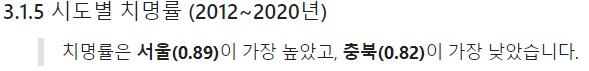 3.1.5 시도별 치명률 (2012~2020년)
치명률은 서울(0.89)이 가장 높았고, 충북(0.82)이 가장 낮았습니다.